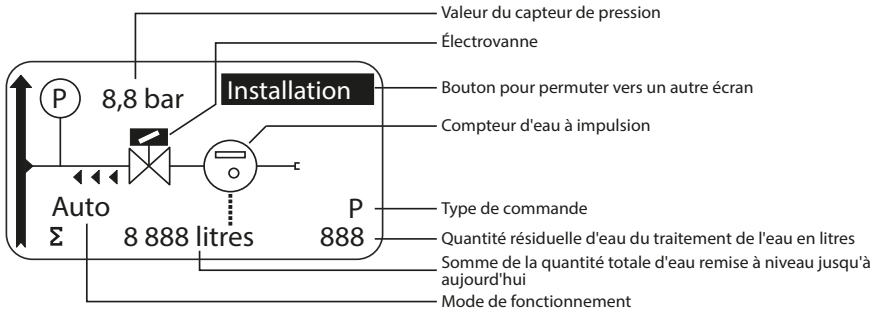 Valeur du capteur de pression
Électrovanne
P
8,8 bar
Installation
Bouton pour permuter vers un autre écran
Compteur d'eau à impulsion
Auto
P
Type de commande
Σ 8 888 litres
888
Quantité résiduelle d'eau du traitement de l'eau en litres
Somme de la quantité totale d'eau remise à niveau jusqu'à
aujourd'hui
Mode de fonctionnement